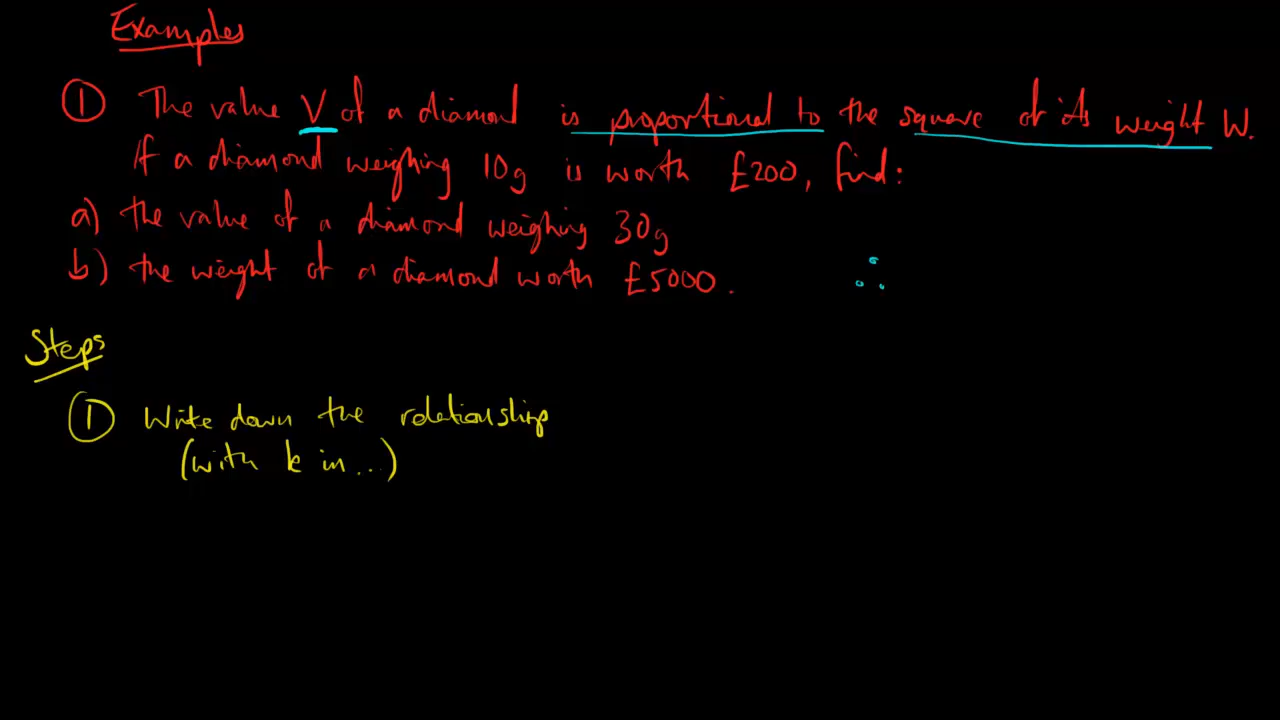 Examples
① The value V of a diamond is proportional to the square of its weight W.
If a diamond weighing 10g is worth £200, find:
a) the value of a diamond weighing 30g
b) the weight of a diamond worth £5000. ∴
Steps
① Write down the relationship
(with k in...)